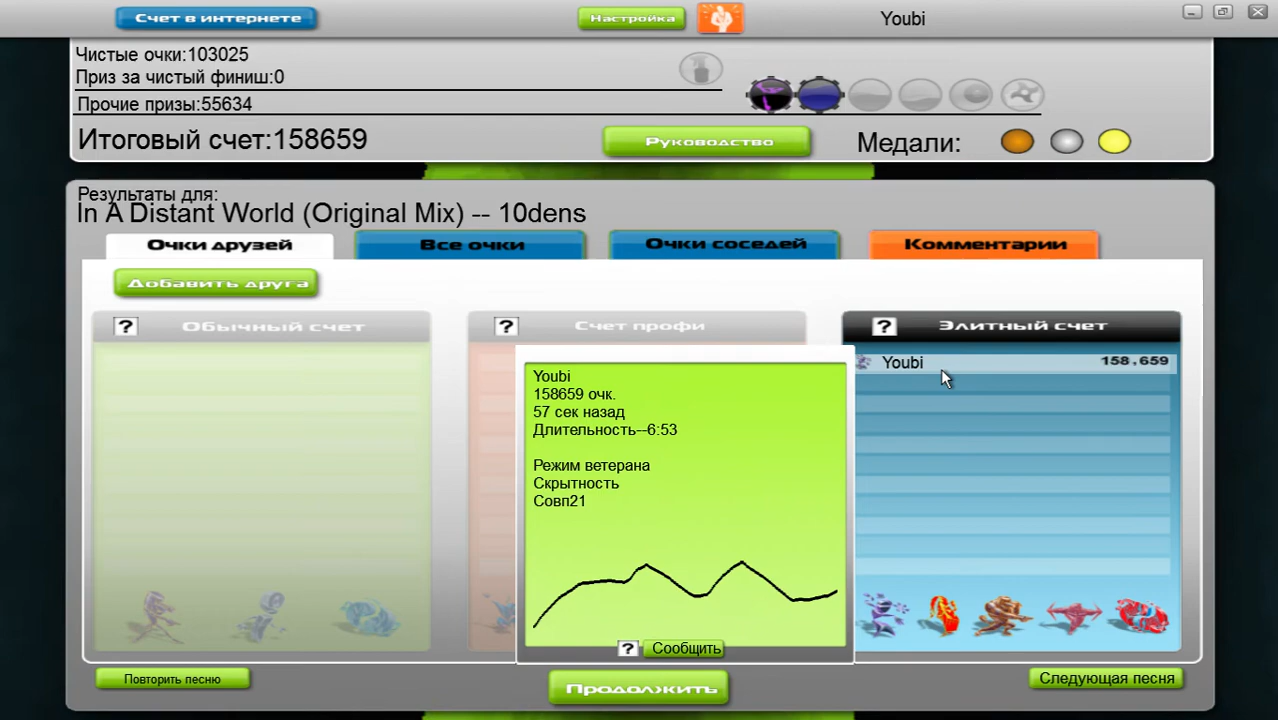 Счет в интернете
Настройка
Youbi
Чистые очки:103025
Приз за чистый финиш:0
Прочие призы:55634
Итоговый счет:158659
Руководство
Медали:
Результаты для:
In A Distant World (Original Mix) -- 10dens
Очки друзей
Все очки
Очки соседей
Комментарии
Добавить друга
? Обычный счет
? Счет профи
? Элитный счет
Youbi 158,659
Youbi
158659 очк.
57 сек назад
Длительность--6:53
Режим ветерана
Скрытность
Совп21
? Сообщить
Повторить песню
Продолжить
Следующая песня